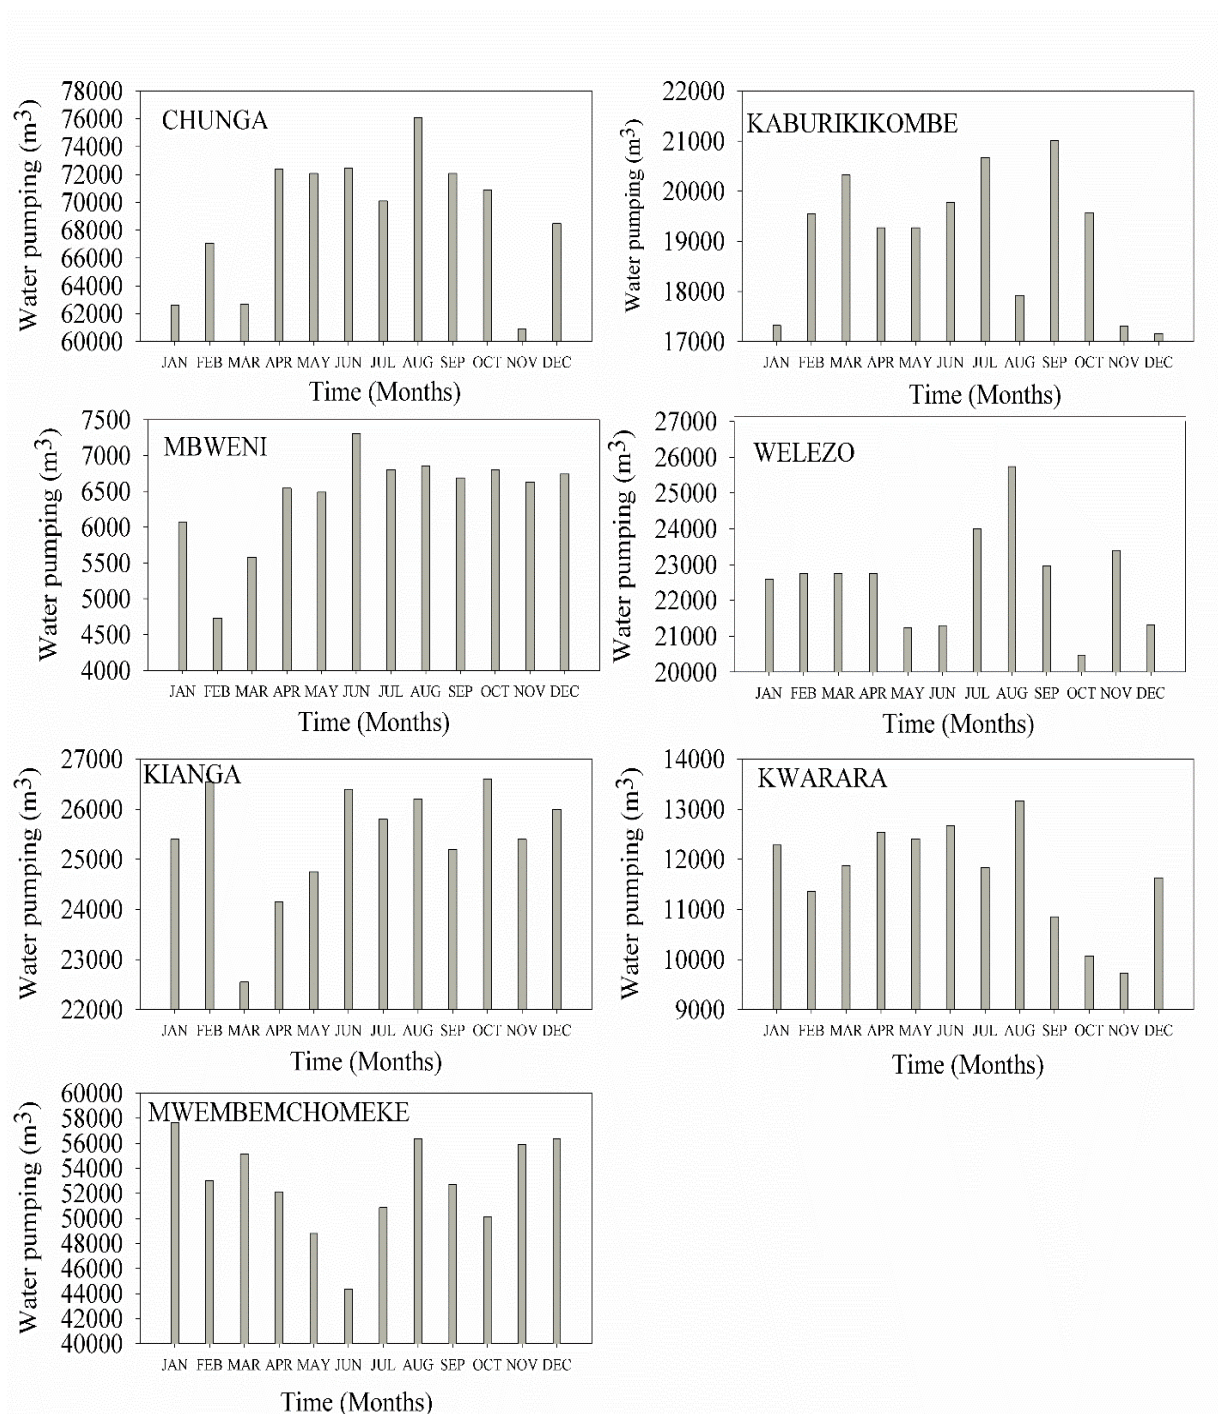 CHUNGA
Water pumping (m³)
78000
76000
74000
72000
70000
68000
66000
64000
62000
60000
JAN FEB MAR APR MAY JUN JUL AUG SEP OCT NOV DEC
Time (Months)
KABURIKIKOMBE
Water pumping (m³)
22000
21000
20000
19000
18000
17000
JAN FEB MAR APR MAY JUN JUL AUG SEP OCT NOV DEC
Time (Months)
MBWENI
Water pumping (m³)
7500
7000
6500
6000
5500
5000
4500
4000
JAN FEB MAR APR MAY JUN JUL AUG SEP OCT NOV DEC
Time (Months)
WELEZO
Water pumping (m³)
27000
26000
25000
24000
23000
22000
21000
20000
JAN FEB MAR APR MAY JUN JUL AUG SEP OCT NOV DEC
Time (Months)
KIANGA
Water pumping (m³)
27000
26000
25000
24000
23000
22000
JAN FEB MAR APR MAY JUN JUL AUG SEP OCT NOV DEC
Time (Months)
KWARARA
Water pumping (m³)
14000
13000
12000
11000
10000
9000
JAN FEB MAR APR MAY JUN JUL AUG SEP OCT NOV DEC
Time (Months)
MWEMBEMCHOMEKE
Water pumping (m³)
60000
58000
56000
54000
52000
50000
48000
46000
44000
42000
40000
JAN FEB MAR APR MAY JUN JUL AUG SEP OCT NOV DEC
Time (Months)